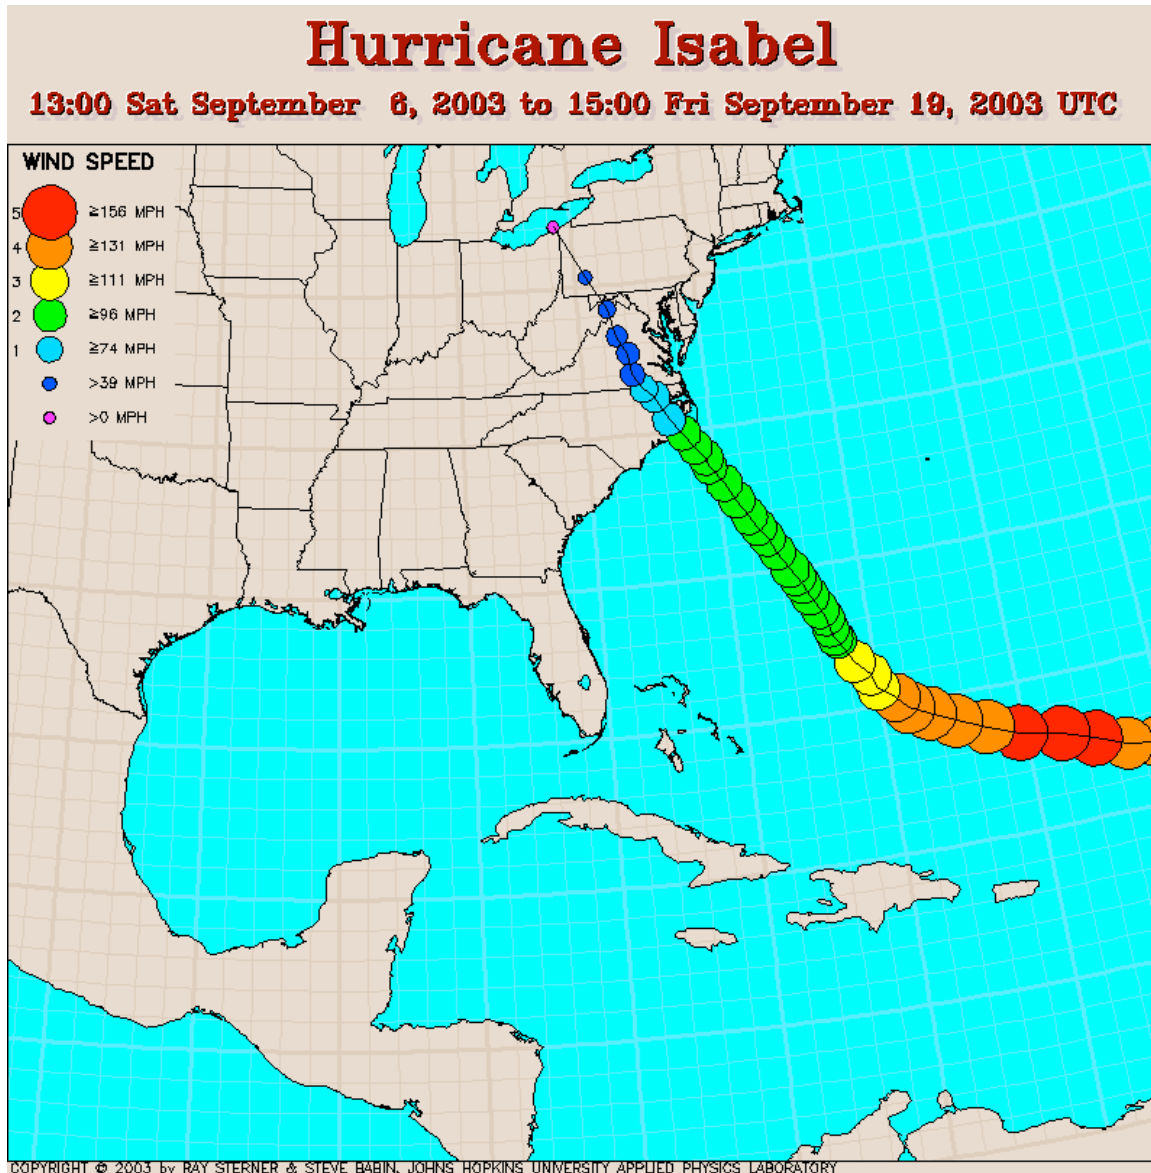 Hurricane Isabel
13:00 Sat September 6, 2003 to 15:00 Fri September 19, 2003 UTC
WIND SPEED
5 ≥156 MPH
4 ≥131 MPH
3 ≥111 MPH
2 ≥96 MPH
1 ≥74 MPH
>39 MPH
>0 MPH
COPYRIGHT © 2003 by RAY STERNER & STEVE BABIN, JOHNS HOPKINS UNIVERSITY APPLIED PHYSICS LABORATORY